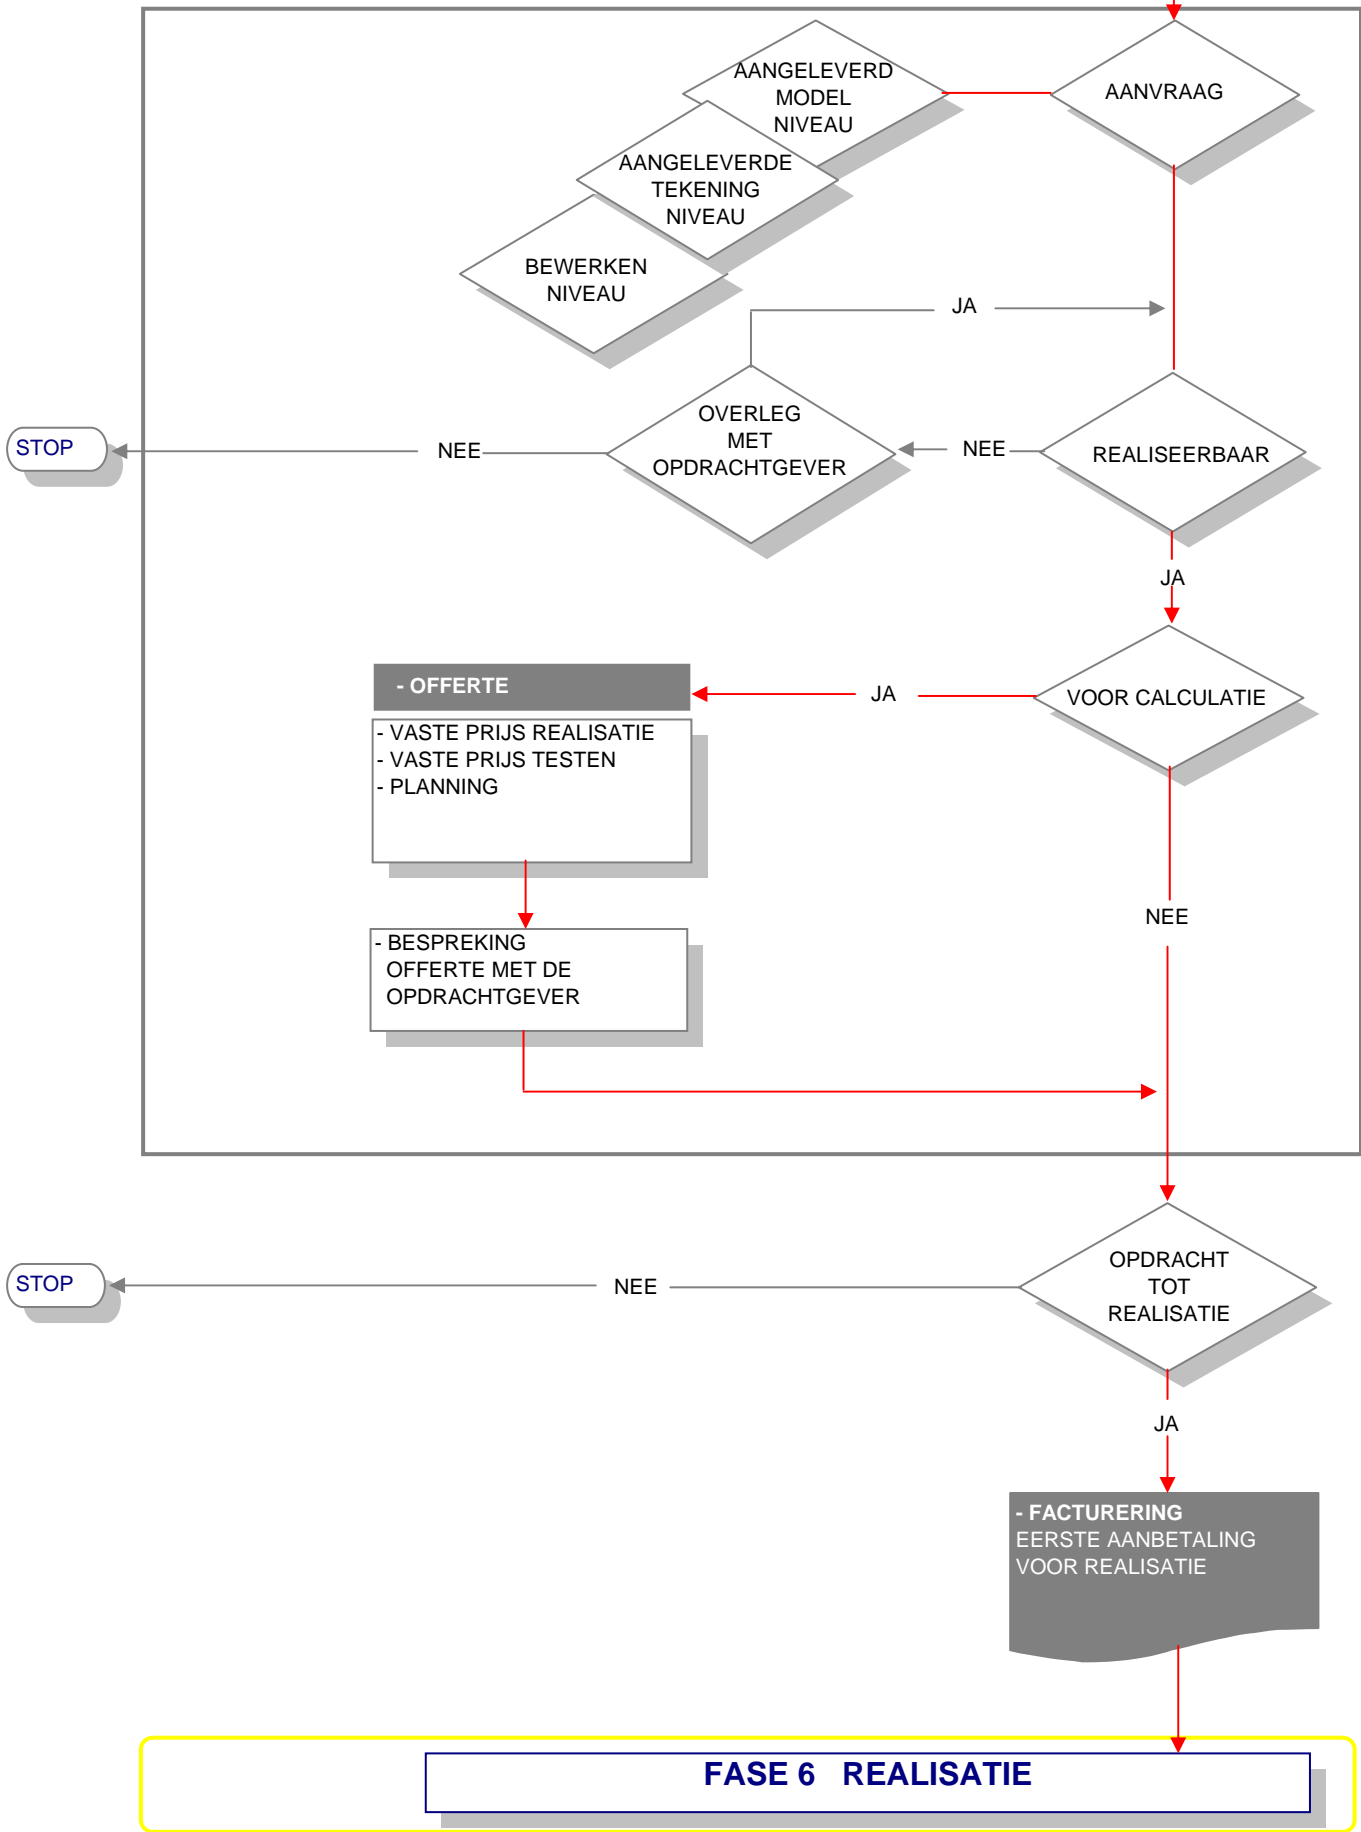 AANGELEVERD
MODEL
NIVEAU
AANVRAAG
AANGELEVERDE
TEKENING
NIVEAU
BEWERKEN
NIVEAU
JA
OVERLEG
MET
OPDRACHTGEVER
STOP
NEE
NEE
REALISEERBAAR
JA
- OFFERTE
JA
VOOR CALCULATIE
- VASTE PRIJS REALISATIE
- VASTE PRIJS TESTEN
- PLANNING
NEE
- BESPREKING
OFFERTE MET DE
OPDRACHTGEVER
OPDRACHT
TOT
REALISATIE
STOP
NEE
JA
- FACTURERING
EERSTE AANBETALING
VOOR REALISATIE
FASE 6 REALISATIE